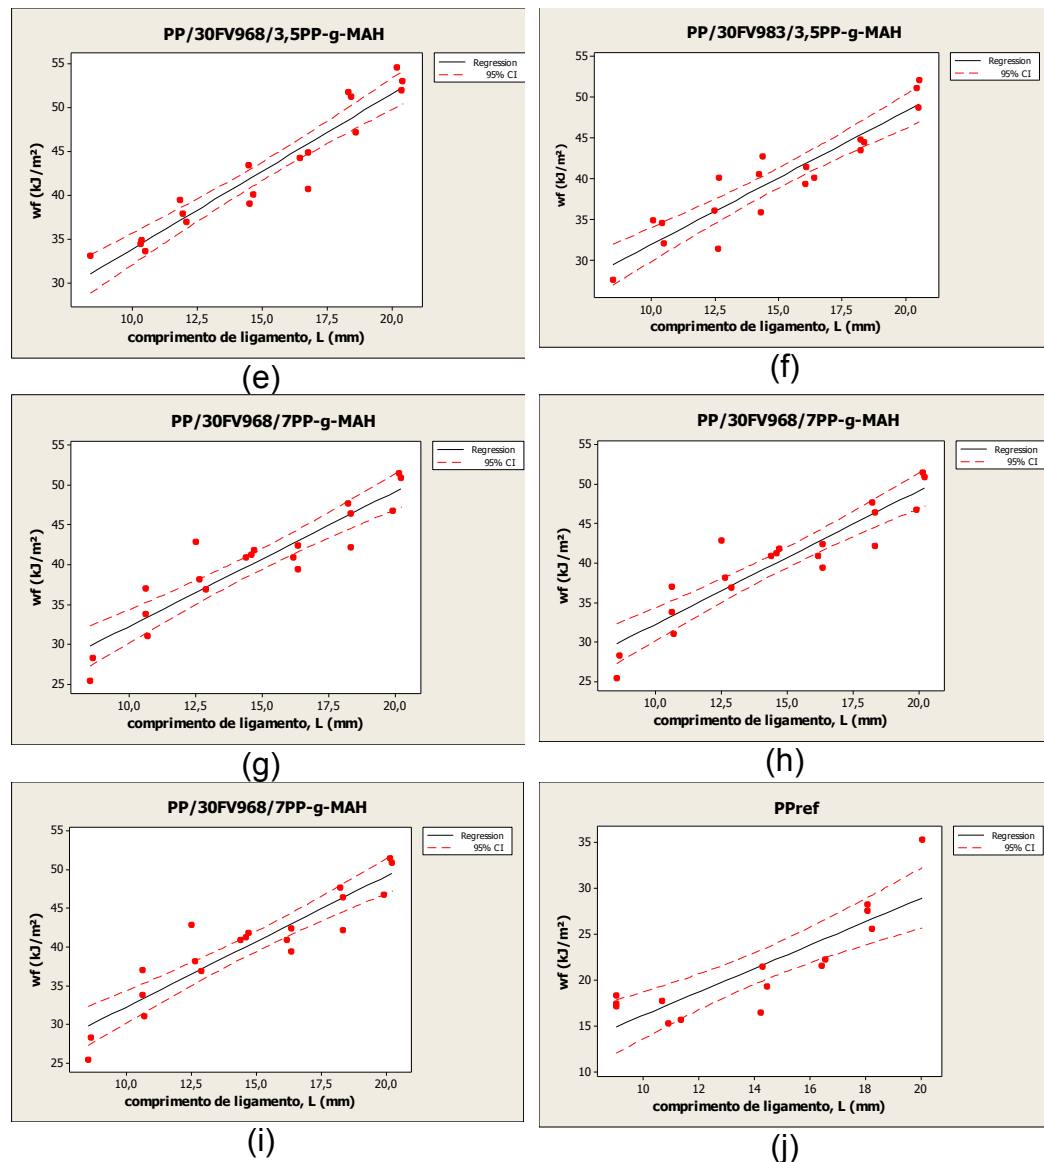 PP/30FV968/3,5PP-g-MAH
Regression
95% CI
wf (kJ/m²)
55
50
45
40
35
30
10,0 12,5 15,0 17,5 20,0
comprimento de ligamento, L (mm)
(e)
PP/30FV983/3,5PP-g-MAH
Regression
95% CI
wf (kJ/m²)
55
50
45
40
35
30
10,0 12,5 15,0 17,5 20,0
comprimento de ligamento, L (mm)
(f)
PP/30FV968/7PP-g-MAH
Regression
95% CI
wf (kJ/m²)
55
50
45
40
35
30
25
10,0 12,5 15,0 17,5 20,0
comprimento de ligamento, L (mm)
(g)
PP/30FV968/7PP-g-MAH
Regression
95% CI
wf (kJ/m²)
55
50
45
40
35
30
25
10,0 12,5 15,0 17,5 20,0
comprimento de ligamento, L (mm)
(h)
PP/30FV968/7PP-g-MAH
Regression
95% CI
wf (kJ/m²)
55
50
45
40
35
30
25
10,0 12,5 15,0 17,5 20,0
comprimento de ligamento, L (mm)
(i)
PPref
Regression
95% CI
wf (kJ/m²)
35
30
25
20
15
10
10 12 14 16 18 20
comprimento de ligamento, L (mm)
(j)